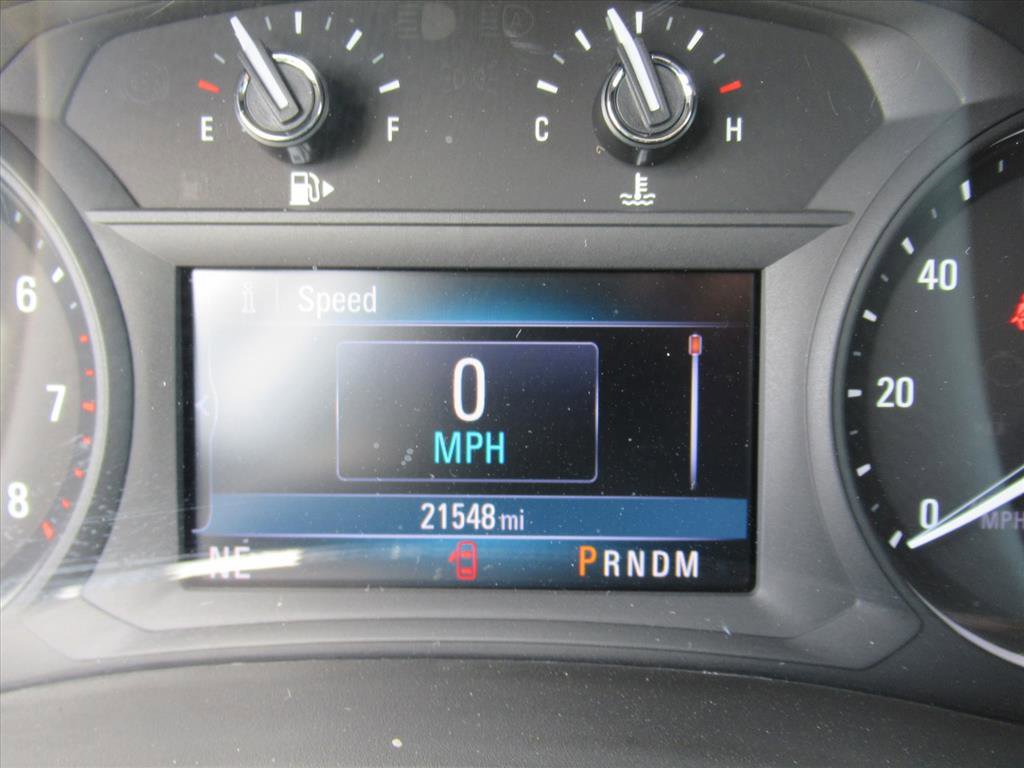 E F
C H
i Speed
6
7
8
0
MPH
21548 mi
NE
PRNDM
40
20
0
MPH